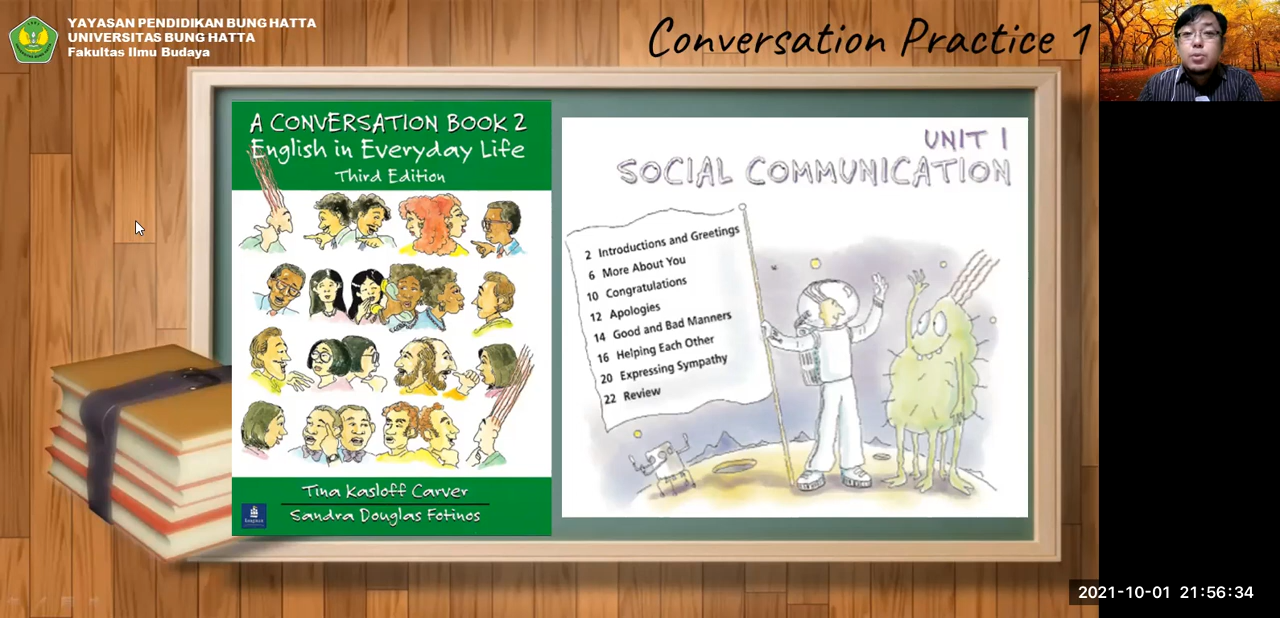 YAYASAN PENDIDIKAN BUNG HATTA
UNIVERSITAS BUNG HATTA
Fakultas Ilmu Budaya
Conversation Practice 1
A CONVERSATION BOOK 2
English in Everyday Life
Third Edition
Tina Kasloff Carver
Sandra Douglas Fotinos
Longman
UNIT 1
SOCIAL COMMUNICATION
2 Introductions and Greetings
6 More About You
10 Congratulations
12 Apologies
14 Good and Bad Manners
16 Helping Each Other
20 Expressing Sympathy
22 Review
2021-10-01 21:56:34